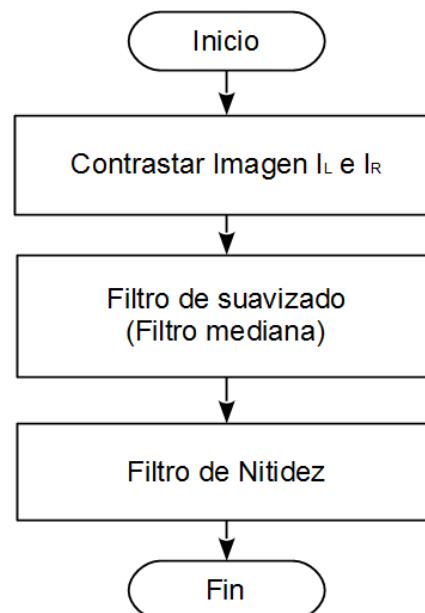 Inicio
Contrastar Imagen IL e IR
Filtro de suavizado
(Filtro mediana)
Filtro de Nitidez
Fin